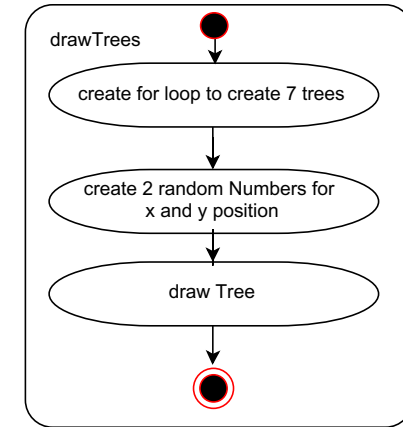 drawTrees
create for loop to create 7 trees
create 2 random Numbers for
x and y position
draw Tree